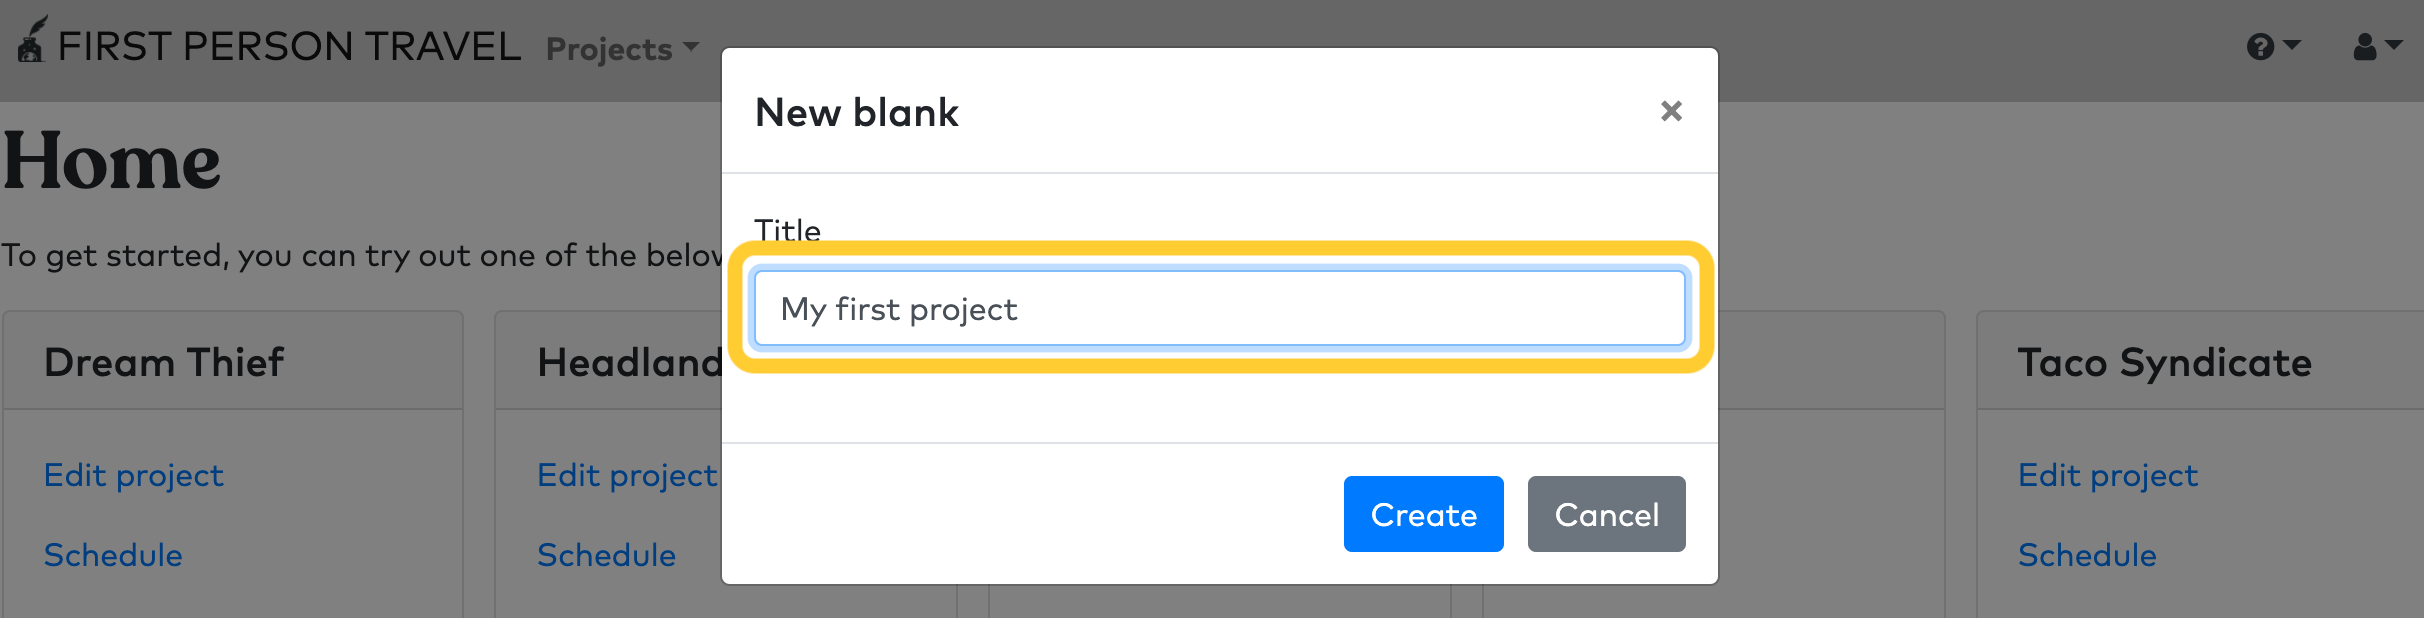 FIRST PERSON TRAVEL Projects
New blank
Home
Title
To get started, you can try out one of the below
My first project
Dream Thief
Headland
Taco Syndicate
Edit project
Edit project
Edit project
Create
Cancel
Schedule
Schedule
Schedule